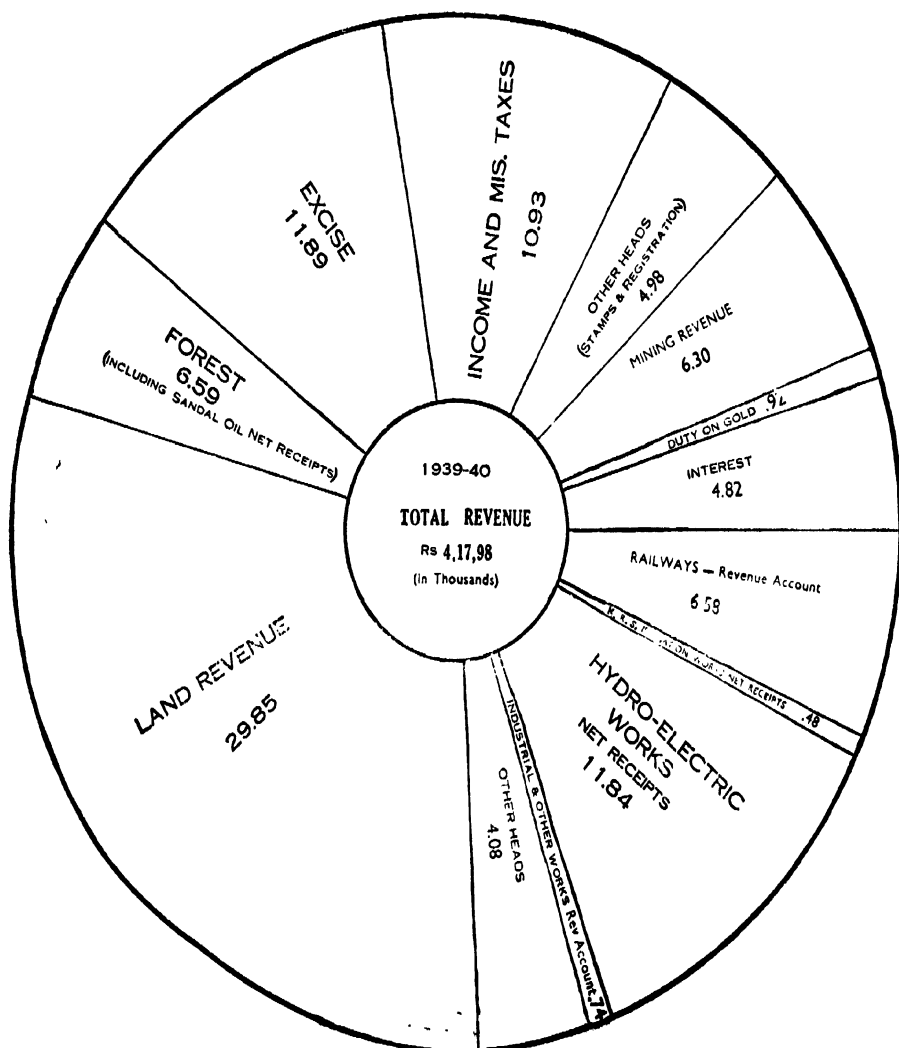 INCOME AND MIS. TAXES
10.93
OTHER HEADS
(STAMPS & REGISTRATION)
4.98
MINING REVENUE
6.30
DUTY ON GOLD
INTEREST
4.82
RAILWAYS — Revenue Account
6 58
NET RECEIPTS .48
HYDRO-ELECTRIC
WORKS
NET RECEIPTS
11.84
INDUSTRIAL & OTHER WORKS Rev Account .74
OTHER HEADS
4.08
LAND REVENUE
29.85
FOREST
6.59
(INCLUDING SANDAL OIL NET RECEIPTS)
EXCISE
11.89
1939-40
TOTAL REVENUE
Rs 4,17,98
(in Thousands)